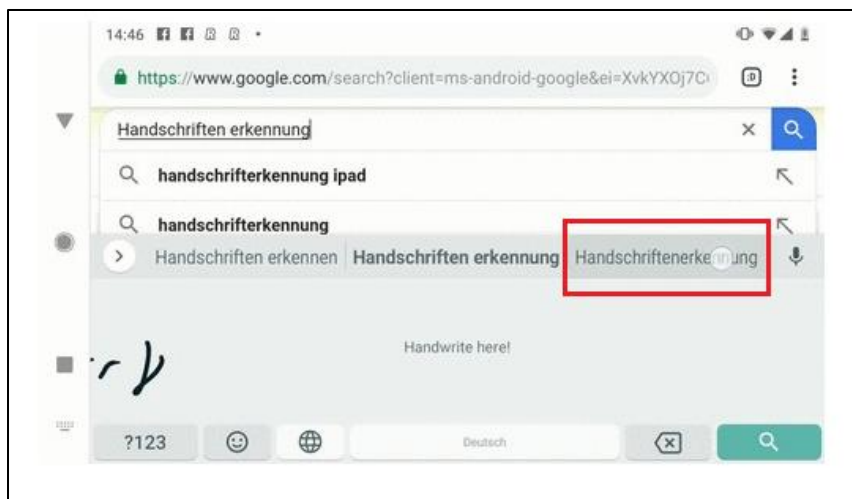 14:46
https://www.google.com/search?client=ms-android-google&ei=XvkYXOj7C
:D
Handschriften erkennung
handschrifterkennung ipad
handschrifterkennung
Handschriften erkennen Handschriften erkennung Handschriftenerkennung
Handwrite here!
?123 Deutsch